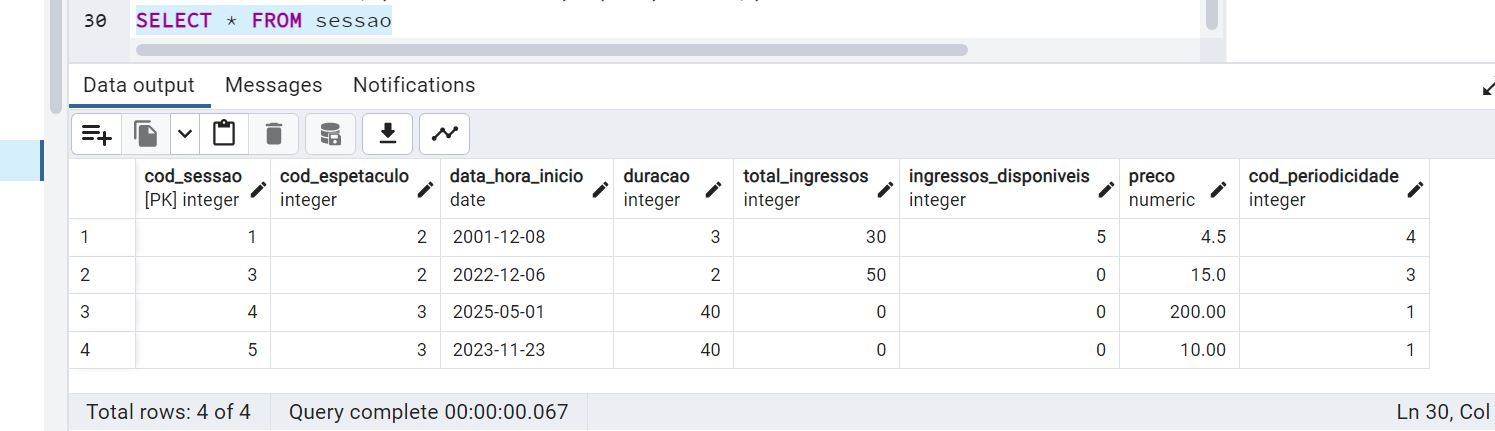 30 SELECT * FROM sessao
Data output Messages Notifications
cod_sessao cod_espetaculo data_hora_inicio duracao total_ingressos ingressos_disponiveis preco cod_periodicidade
[PK] integer integer date integer integer integer numeric integer
1 1 2 2001-12-08 3 30 5 4.5 4
2 3 2 2022-12-06 2 50 0 15.0 3
3 4 3 2025-05-01 40 0 0 200.00 1
4 5 3 2023-11-23 40 0 0 10.00 1
Total rows: 4 of 4 Query complete 00:00:00.067 Ln 30, Col